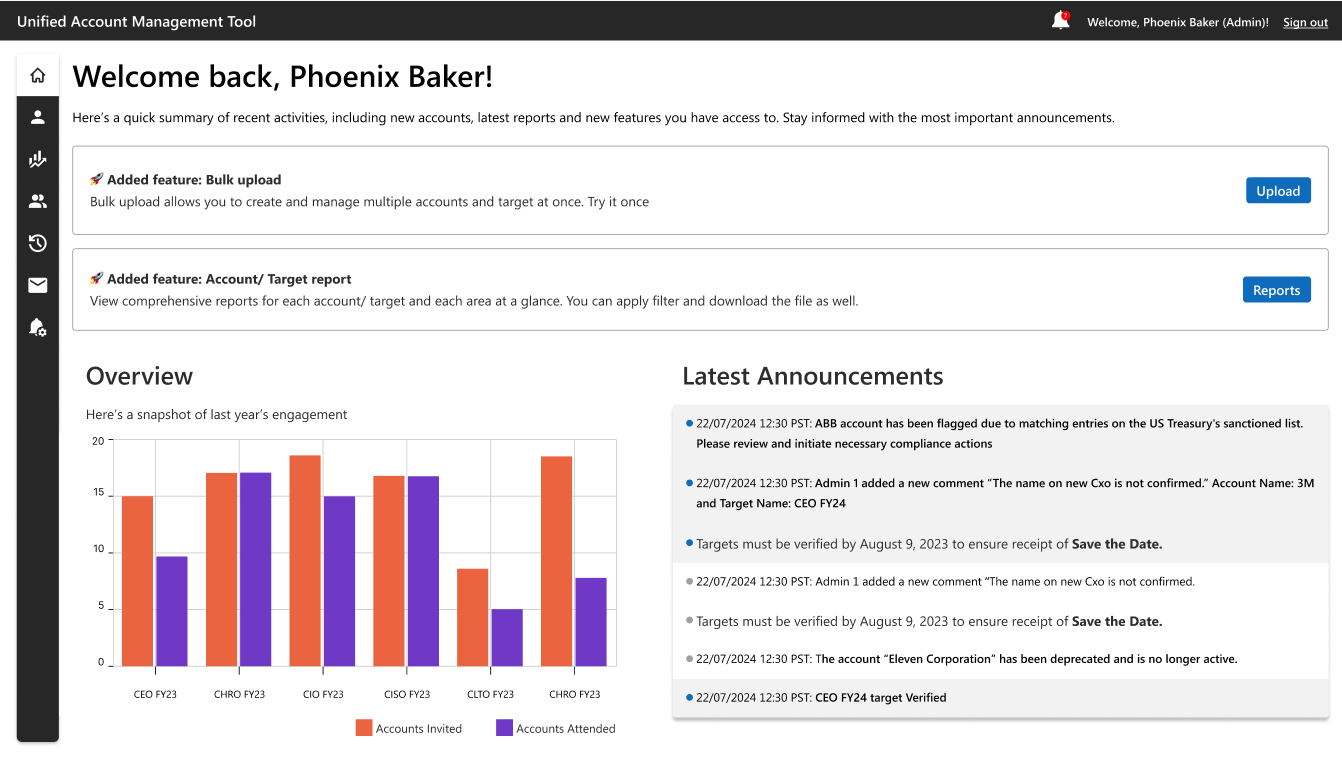 Unified Account Management Tool
7
Welcome, Phoenix Baker (Admin)!
Sign out
Welcome back, Phoenix Baker!
Here’s a quick summary of recent activities, including new accounts, latest reports and new features you have access to. Stay informed with the most important announcements.
🚀 Added feature: Bulk upload
Bulk upload allows you to create and manage multiple accounts and target at once. Try it once
Upload
🚀 Added feature: Account/ Target report
View comprehensive reports for each account/ target and each area at a glance. You can apply filter and download the file as well.
Reports
Overview
Here’s a snapshot of last year’s engagement
20
15
10
5
0
CEO FY23
CHRO FY23
CIO FY23
CISO FY23
CLTO FY23
CHRO FY23
Accounts Invited
Accounts Attended
Latest Announcements
22/07/2024 12:30 PST: ABB account has been flagged due to matching entries on the US Treasury's sanctioned list.
Please review and initiate necessary compliance actions
22/07/2024 12:30 PST: Admin 1 added a new comment “The name on new Cxo is not confirmed.” Account Name: 3M
and Target Name: CEO FY24
Targets must be verified by August 9, 2023 to ensure receipt of Save the Date.
22/07/2024 12:30 PST: Admin 1 added a new comment “The name on new Cxo is not confirmed.
Targets must be verified by August 9, 2023 to ensure receipt of Save the Date.
22/07/2024 12:30 PST: The account “Eleven Corporation” has been deprecated and is no longer active.
22/07/2024 12:30 PST: CEO FY24 target Verified